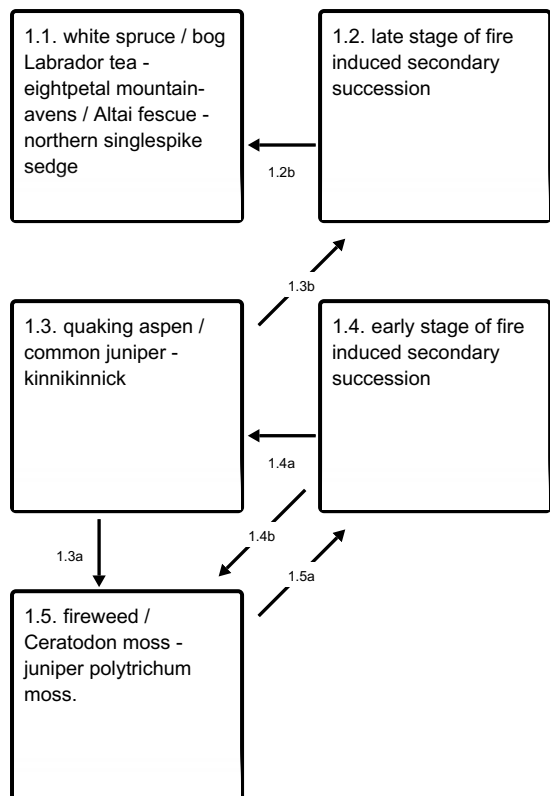 1.1. white spruce / bog
Labrador tea -
eightpetal mountain-
avens / Altai fescue -
northern singlespike
sedge
1.2. late stage of fire
induced secondary
succession
1.2b
1.3b
1.3. quaking aspen /
common juniper -
kinnikinnick
1.4. early stage of fire
induced secondary
succession
1.4a
1.4b
1.3a
1.5a
1.5. fireweed /
Ceratodon moss -
juniper polytrichum
moss.